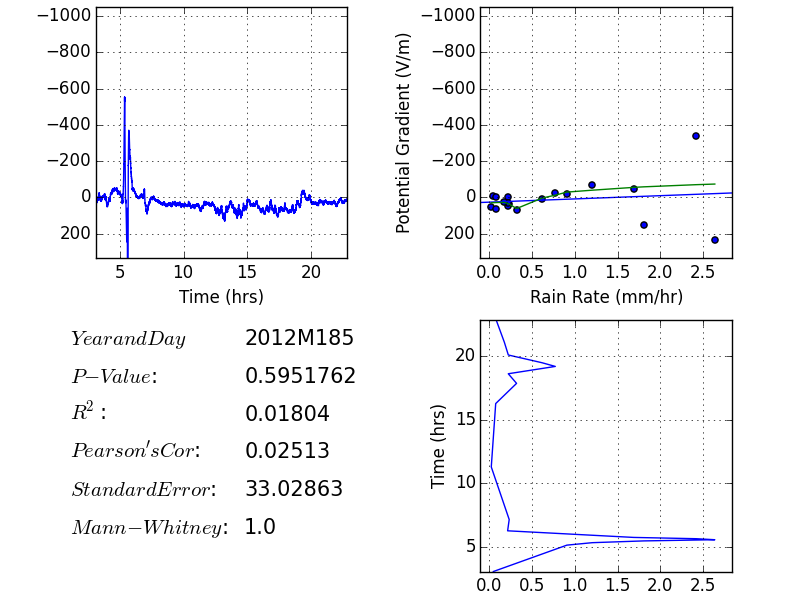 −1000
−800
−600
−400
−200
0
200
5 10 15 20
Time (hrs)
Potential Gradient (V/m)
−1000
−800
−600
−400
−200
0
200
0.0 0.5 1.0 1.5 2.0 2.5
Rain Rate (mm/hr)
YearandDay 2012M185
P−Value: 0.5951762
R²: 0.01804
Pearson'sCor: 0.02513
StandardError: 33.02863
Mann−Whitney: 1.0
Time (hrs)
20
15
10
5
0.0 0.5 1.0 1.5 2.0 2.5